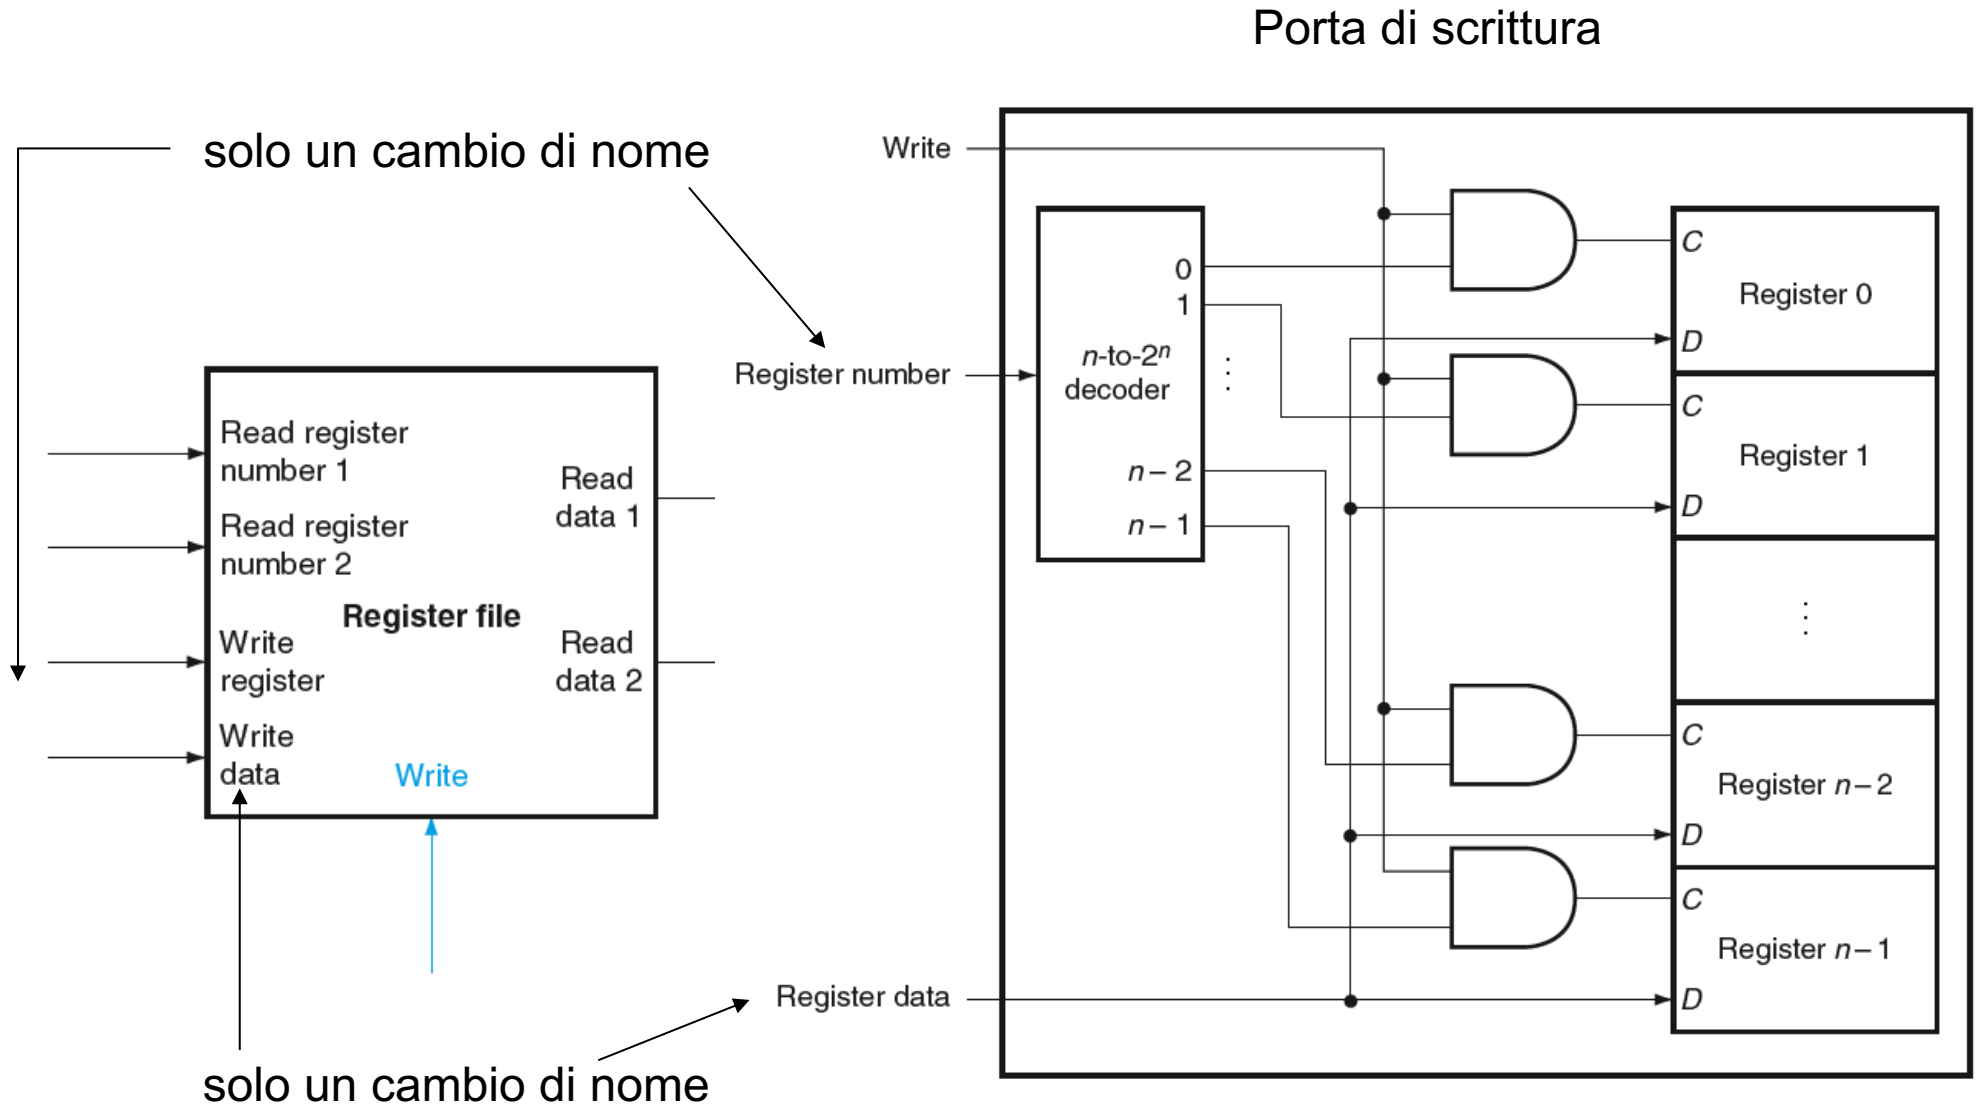 Porta di scrittura
solo un cambio di nome
Read register
number 1
Read register
number 2
Register file
Write
register
Write
data
Read
data 1
Read
data 2
Write
solo un cambio di nome
Write
Register number
Register data
0
1
n-to-2ⁿ
decoder
⋮
n – 2
n – 1
C
Register 0
D
C
Register 1
D
⋮
C
Register n – 2
D
C
Register n – 1
D